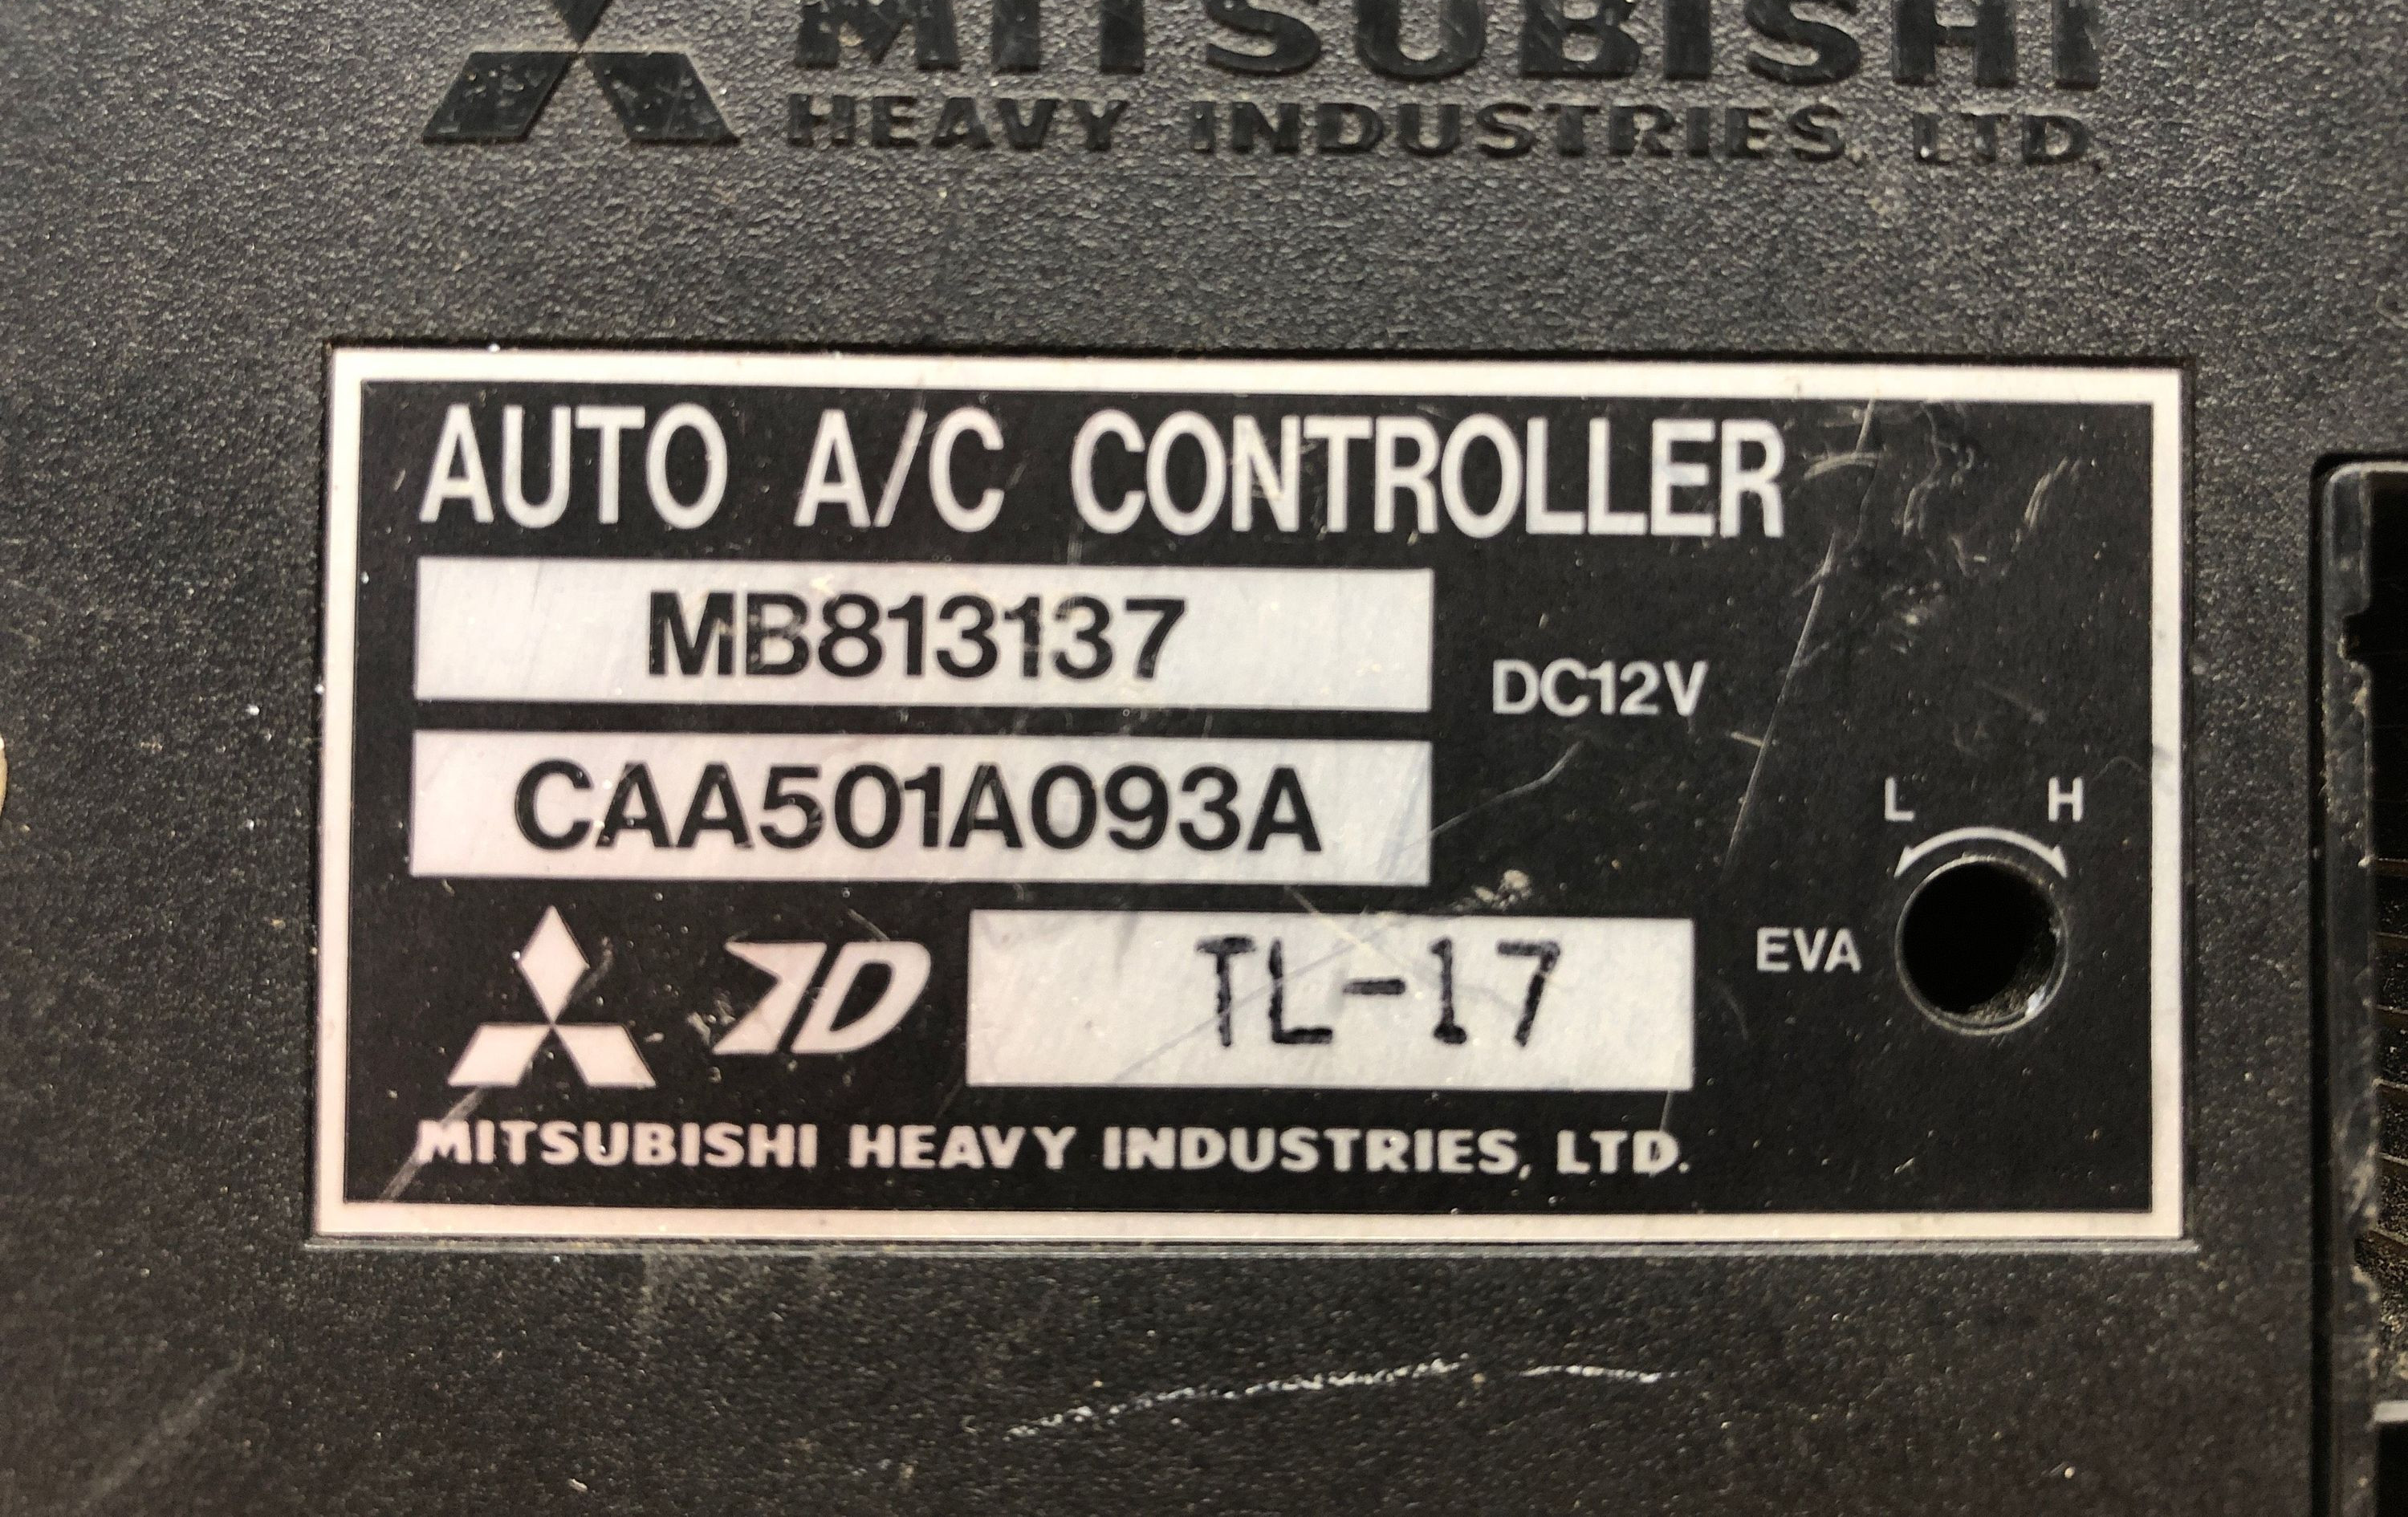 MITSUBISHI
HEAVY INDUSTRIES, LTD.
AUTO A/C CONTROLLER
MB813137
DC12V
CAA501A093A
L H
EVA
TL-17
MITSUBISHI HEAVY INDUSTRIES, LTD.